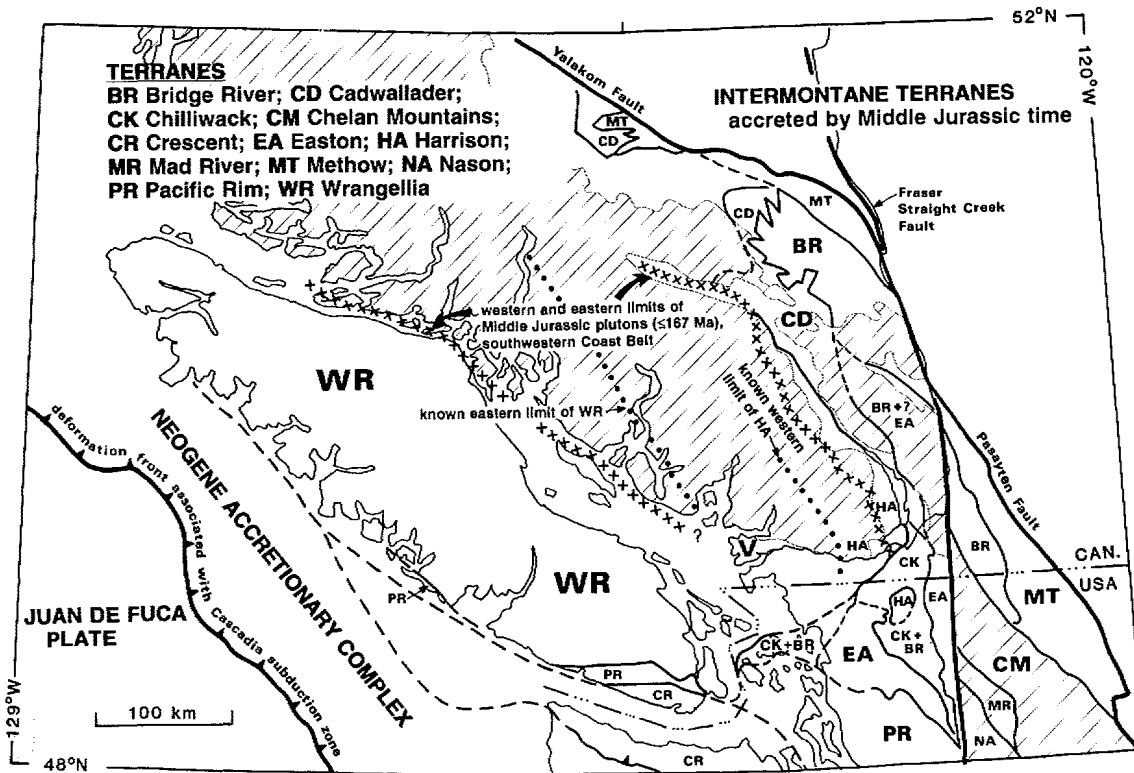 52°N
120°W
TERRANES
BR Bridge River; CD Cadwallader;
CK Chilliwack; CM Chelan Mountains;
CR Crescent; EA Easton; HA Harrison;
MR Mad River; MT Methow; NA Nason;
PR Pacific Rim; WR Wrangellia
Yalakom Fault
INTERMONTANE TERRANES
accreted by Middle Jurassic time
MT
CD
Fraser
Straight Creek
Fault
CD
MT
BR
western and eastern limits of
Middle Jurassic plutons (≤167 Ma),
southwestern Coast Belt
CD
WR
known eastern limit of WR
known western
limit of HA
BR+?
EA
Pasayten Fault
deformation front associated with Cascadia subduction zone
NEOGENE ACCRETIONARY COMPLEX
HA
?
V
HA
CK
BR
CAN.
USA
WR
PR
EA
MT
HA
JUAN DE FUCA
PLATE
CK+BR
CK+
BR
EA
CM
PR
CR
MR
PR
NA
100 km
CR
129°W
48°N